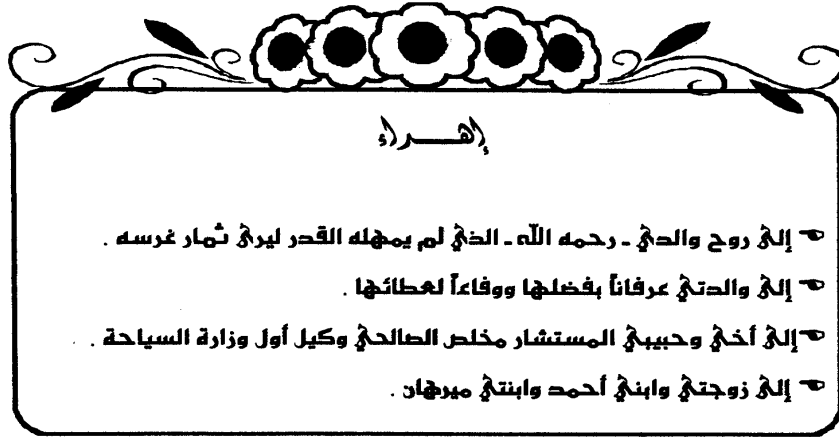 إهـــداء
إلى روح والدي ـ رحمه الله ـ الذي لم يمهله القدر ليرى ثمار غرسه .
إلى والدتي عرفاناً بفضلها ووفاءاً لعطائها .
إلى أخي وحبيبي المستشار مخلص الصالحي وكيل أول وزارة السياحة .
إلى زوجتي وابني أحمد وابنتي ميرهان .